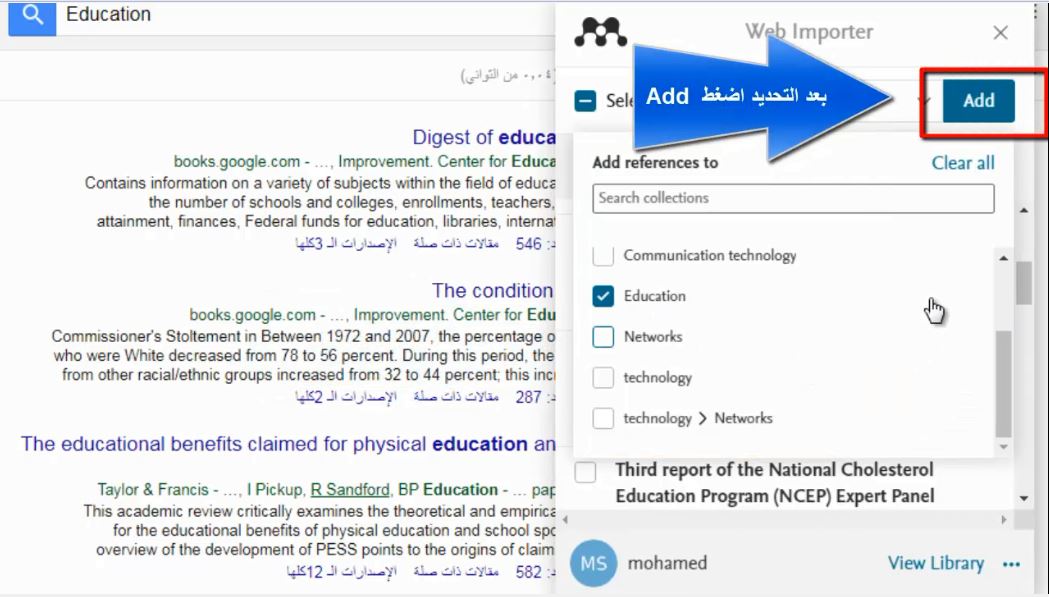 Education
(٠,٠٤ من الثواني)
Digest of educa
books.google.com - …, Improvement. Center for Educa
Contains information on a variety of subjects within the field of educa
the number of schools and colleges, enrollments, teachers,
attainment, finances, Federal funds for education, libraries, internat
546 مقالات ذات صلة الإصدارات الـ 3كلها
The condition
books.google.com - …, Improvement. Center for Edu
Commissioner's Stoltement in Between 1972 and 2007, the percentage o
who were White decreased from 78 to 56 percent. During this period, the
from other racial/ethnic groups increased from 32 to 44 percent; this inc
287 مقالات ذات صلة الإصدارات الـ 2كلها
The educational benefits claimed for physical education an
Taylor & Francis - …, I Pickup, R Sandford, BP Education - … pap
This academic review critically examines the theoretical and empirica
for the educational benefits of physical education and school spo
overview of the development of PESS points to the origins of claim
582 مقالات ذات صلة الإصدارات الـ 12كلها
Web Importer
Sele
بعد التحديد اضغط Add
Add
Add references to
Clear all
Search collections
Communication technology
Education
Networks
technology
technology > Networks
Third report of the National Cholesterol
Education Program (NCEP) Expert Panel
MS mohamed
View Library